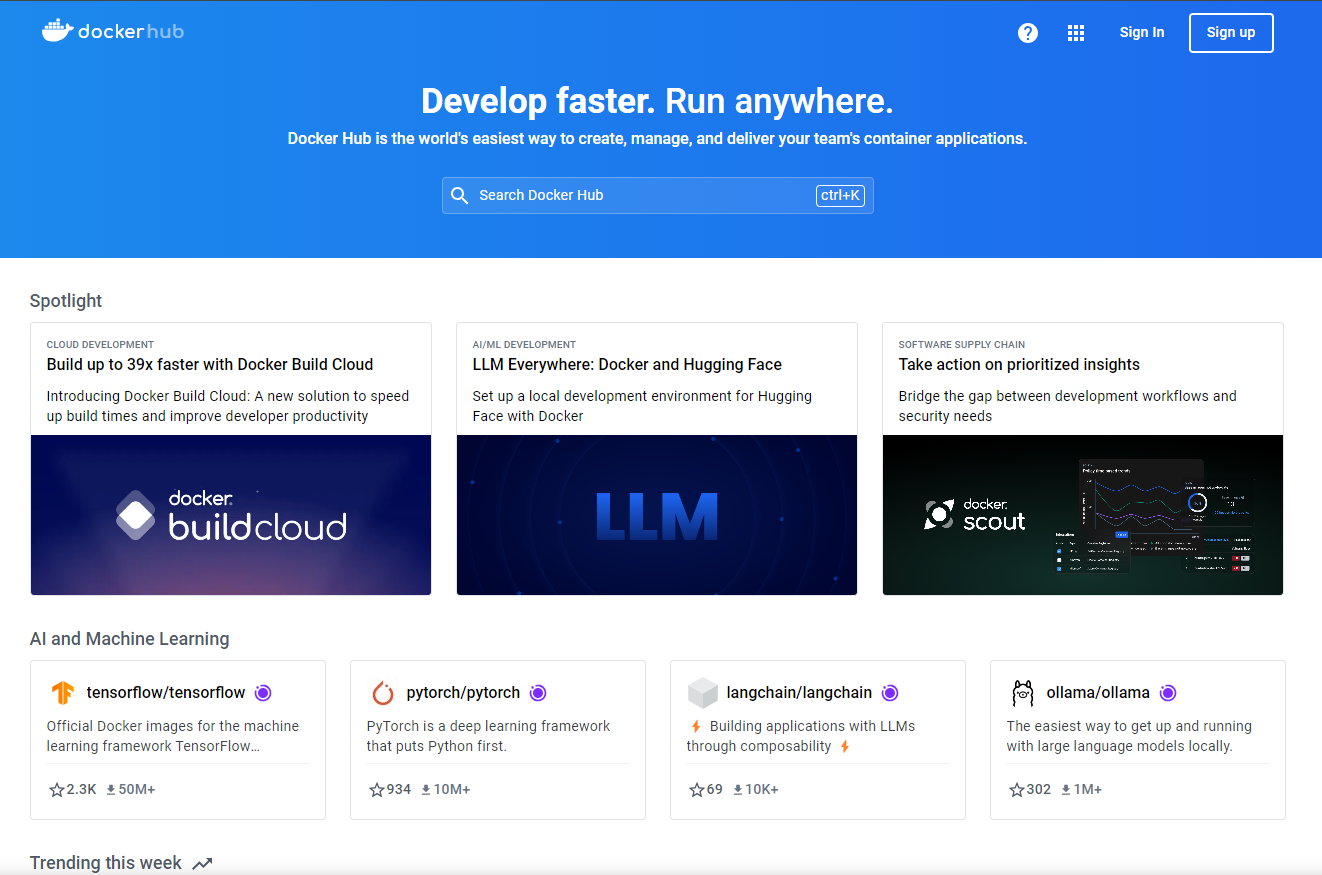 docker hub
Sign In
Sign up
Develop faster. Run anywhere.
Docker Hub is the world's easiest way to create, manage, and deliver your team's container applications.
Search Docker Hub
ctrl+K
Spotlight
CLOUD DEVELOPMENT
Build up to 39x faster with Docker Build Cloud
Introducing Docker Build Cloud: A new solution to speed
up build times and improve developer productivity
docker.
buildcloud
AI/ML DEVELOPMENT
LLM Everywhere: Docker and Hugging Face
Set up a local development environment for Hugging
Face with Docker
LLM
SOFTWARE SUPPLY CHAIN
Take action on prioritized insights
Bridge the gap between development workflows and
security needs
docker.
scout
Policy time based trends
AI and Machine Learning
tensorflow/tensorflow
Official Docker images for the machine
learning framework TensorFlow...
2.3K 50M+
pytorch/pytorch
PyTorch is a deep learning framework
that puts Python first.
934 10M+
langchain/langchain
⚡ Building applications with LLMs
through composability ⚡
69 10K+
ollama/ollama
The easiest way to get up and running
with large language models locally.
302 1M+
Trending this week